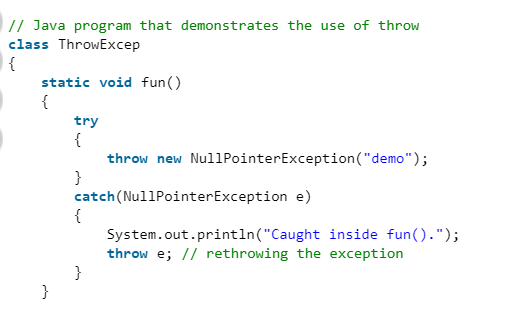 // Java program that demonstrates the use of throw
class ThrowExcep
{
    static void fun()
    {
        try
        {
            throw new NullPointerException("demo");
        }
        catch(NullPointerException e)
        {
            System.out.println("Caught inside fun().");
            throw e; // rethrowing the exception
        }
    }